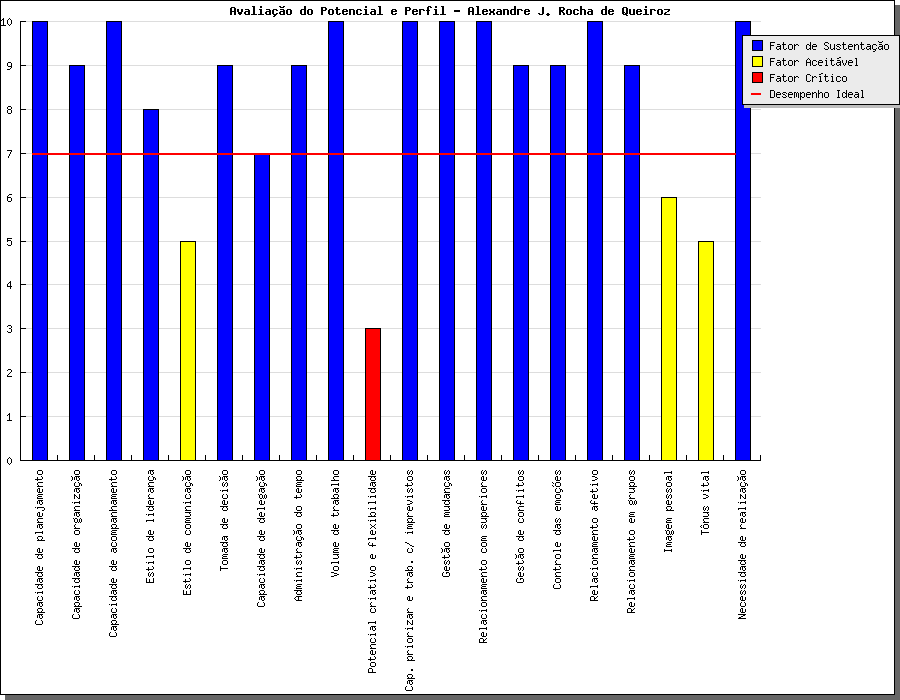 Avaliação do Potencial e Perfil - Alexandre J. Rocha de Queiroz
10
9
8
7
6
5
4
3
2
1
0
Fator de Sustentação
Fator Aceitável
Fator Crítico
Desempenho Ideal
Capacidade de planejamento
Capacidade de organização
Capacidade de acompanhamento
Estilo de liderança
Estilo de comunicação
Tomada de decisão
Capacidade de delegação
Administração do tempo
Volume de trabalho
Potencial criativo e flexibilidade
Cap. priorizar e trab. c/ imprevistos
Gestão de mudanças
Relacionamento com superiores
Gestão de conflitos
Controle das emoções
Relacionamento afetivo
Relacionamento em grupos
Imagem pessoal
Tônus vital
Necessidade de realização